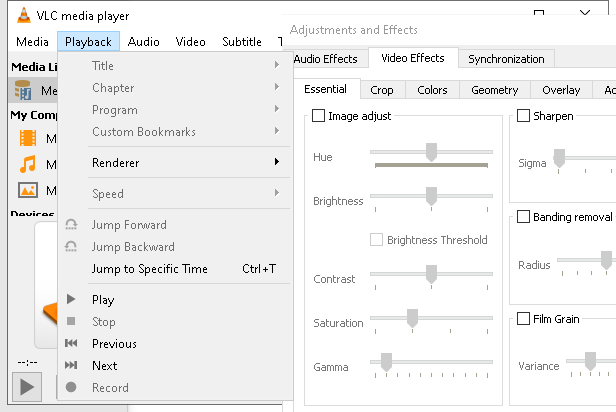 VLC media player
Media Playback Audio Video Subtitle T
Adjustments and Effects
Audio Effects Video Effects Synchronization
Essential Crop Colors Geometry Overlay
Media Li
Me
My Comp
M
M
M
Devices
--:--
Title
Chapter
Program
Custom Bookmarks
Renderer
Speed
Jump Forward
Jump Backward
Jump to Specific Time Ctrl+T
Play
Stop
Previous
Next
Record
Image adjust
Hue
Brightness
Brightness Threshold
Contrast
Saturation
Gamma
Sharpen
Sigma
Banding removal
Radius
Film Grain
Variance